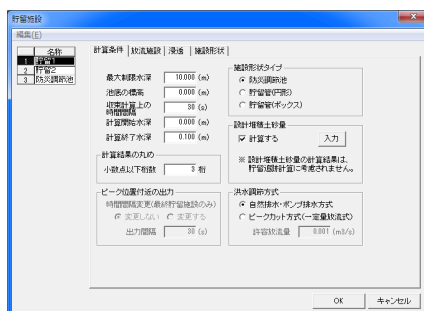 貯留施設
編集(E)
名称
1 貯留1
2 貯留2
3 防災調節池
計算条件 放流施設 浸透 施設形状
最大制限水深 10.000 (m)
池底の標高 0.000 (m)
収束計算上の
時間間隔 30 (s)
計算開始水深 0.000 (m)
計算終了水深 0.100 (m)
計算結果の丸め
小数点以下桁数 3 桁
ピーク位置付近の出力
時間間隔変更(最終貯留施設のみ)
変更しない 変更する
出力間隔 30 (s)
施設形状タイプ
防災調節池
貯留管(円形)
貯留管(ボックス)
設計堆積土砂量
計算する 入力
※ 設計堆積土砂量の計算結果は、
貯留追跡計算に考慮されません。
洪水調節方式
自然排水・ポンプ排水方式
ピークカット方式(一定量放流式)
許容放流量 0.001 (m3/s)
OK キャンセル